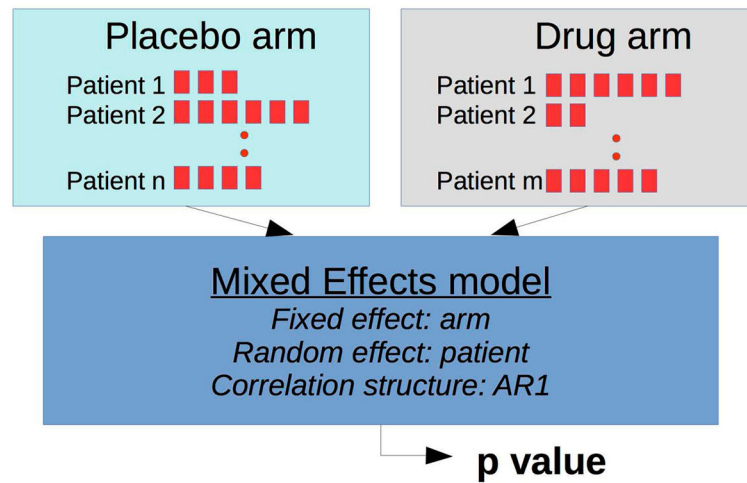 Placebo arm
Patient 1
Patient 2
Patient n
Drug arm
Patient 1
Patient 2
Patient m
Mixed Effects model
Fixed effect: arm
Random effect: patient
Correlation structure: AR1
p value